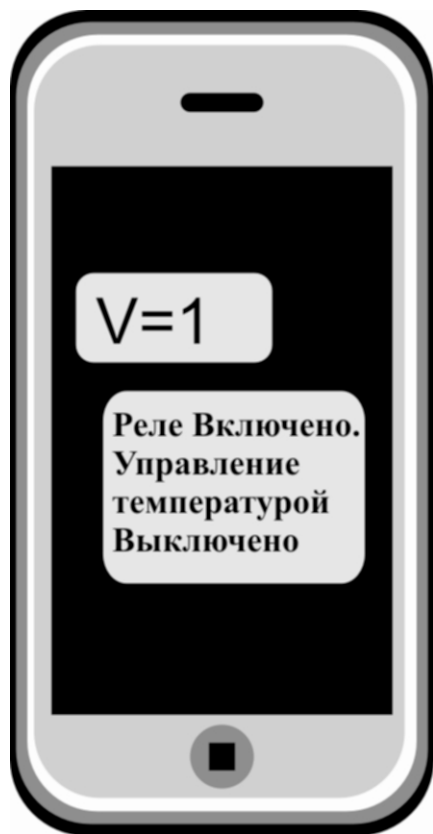 V=1
Реле Включено.
Управление
температурой
Выключено